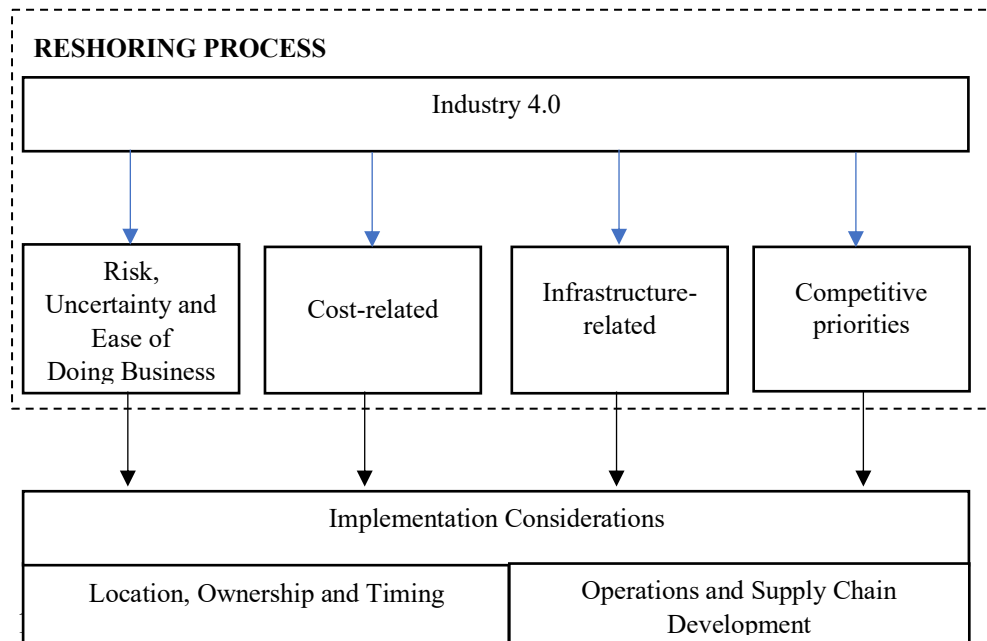 RESHORING PROCESS
Industry 4.0
Risk,
Uncertainty and
Ease of
Doing Business
Cost-related
Infrastructure-
related
Competitive
priorities
Implementation Considerations
Location, Ownership and Timing
Operations and Supply Chain
Development